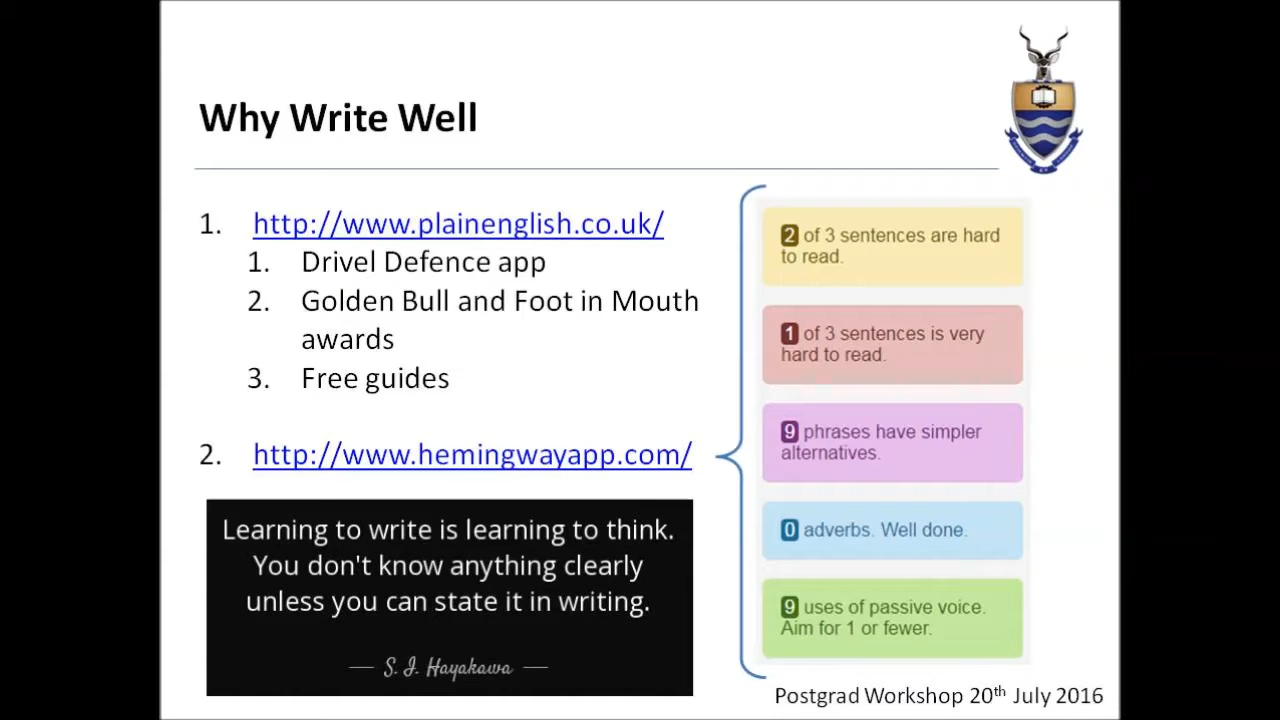 Why Write Well
1. http://www.plainenglish.co.uk/
1. Drivel Defence app
2. Golden Bull and Foot in Mouth
awards
3. Free guides
2. http://www.hemingwayapp.com/
Learning to write is learning to think.
You don't know anything clearly
unless you can state it in writing.
— S. I. Hayakawa —
2 of 3 sentences are hard
to read.
1 of 3 sentences is very
hard to read.
9 phrases have simpler
alternatives.
0 adverbs. Well done.
9 uses of passive voice.
Aim for 1 or fewer.
Postgrad Workshop 20th July 2016